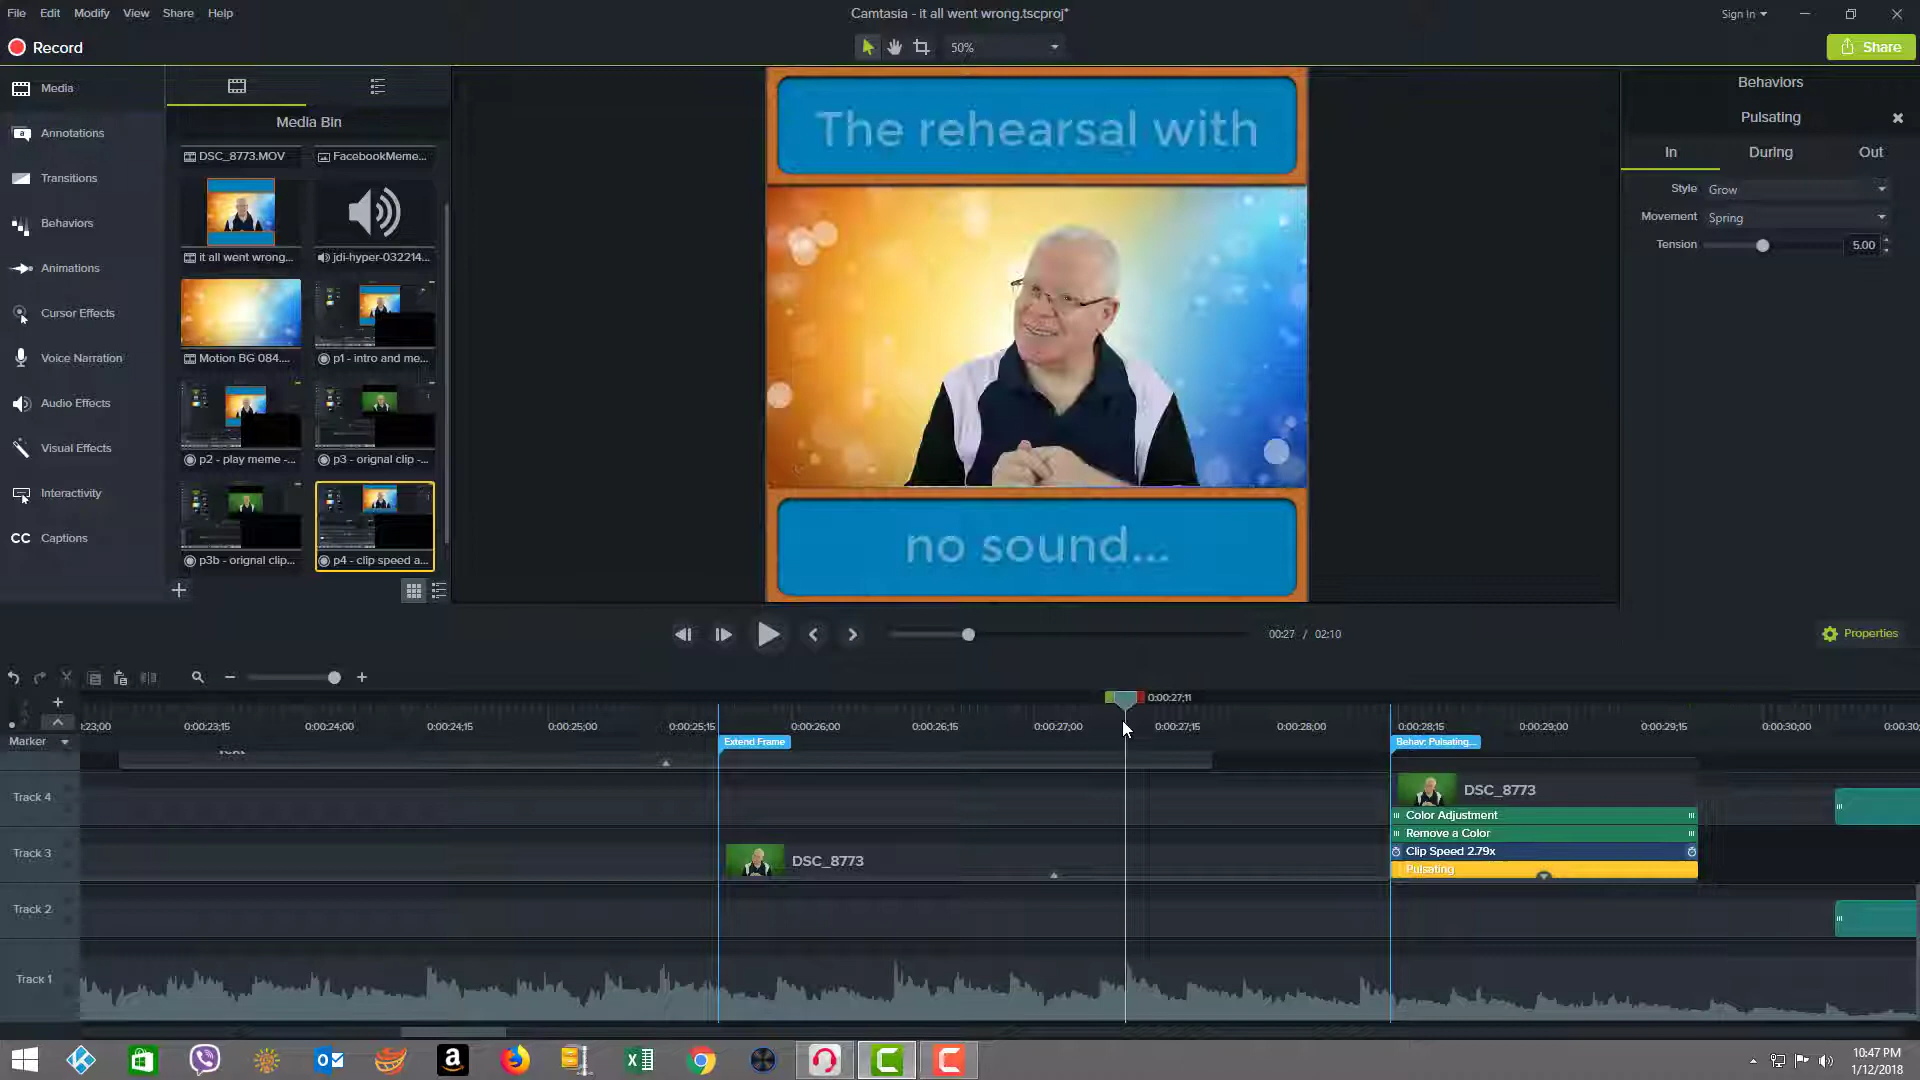 File Edit Modify View Share Help
Camtasia - it all went wrong.tscproj*
Sign In
Record
50%
Share
Media
Annotations
Transitions
Behaviors
Animations
Cursor Effects
Voice Narration
Audio Effects
Visual Effects
Interactivity
CC Captions
Media Bin
DSC_8773.MOV FacebookMeme...
it all went wrong... jdi-hyper-032214...
Motion BG 084.... p1 - intro and me...
p2 - play meme -... p3 - orignal clip -...
p3b - orignal clip... p4 - clip speed a...
The rehearsal with
no sound...
Behaviors
Pulsating
In During Out
Style Grow
Movement Spring
Tension 5.00
00:27 / 02:10
Properties
0:00:27;11
:23;00 0:00:23;15 0:00:24;00 0:00:24;15 0:00:25;00 0:00:25;15 0:00:26;00 0:00:26;15 0:00:27;00 0:00:27;15 0:00:28;00 0:00:28;15 0:00:29;00 0:00:29;15 0:00:30;00 0:00:30
Marker Extend Frame Behav: Pulsating...
Track 4 DSC_8773
Color Adjustment
Remove a Color
Track 3 DSC_8773 Clip Speed 2.79x
Pulsating
Track 2
Track 1
10:47 PM
1/12/2018